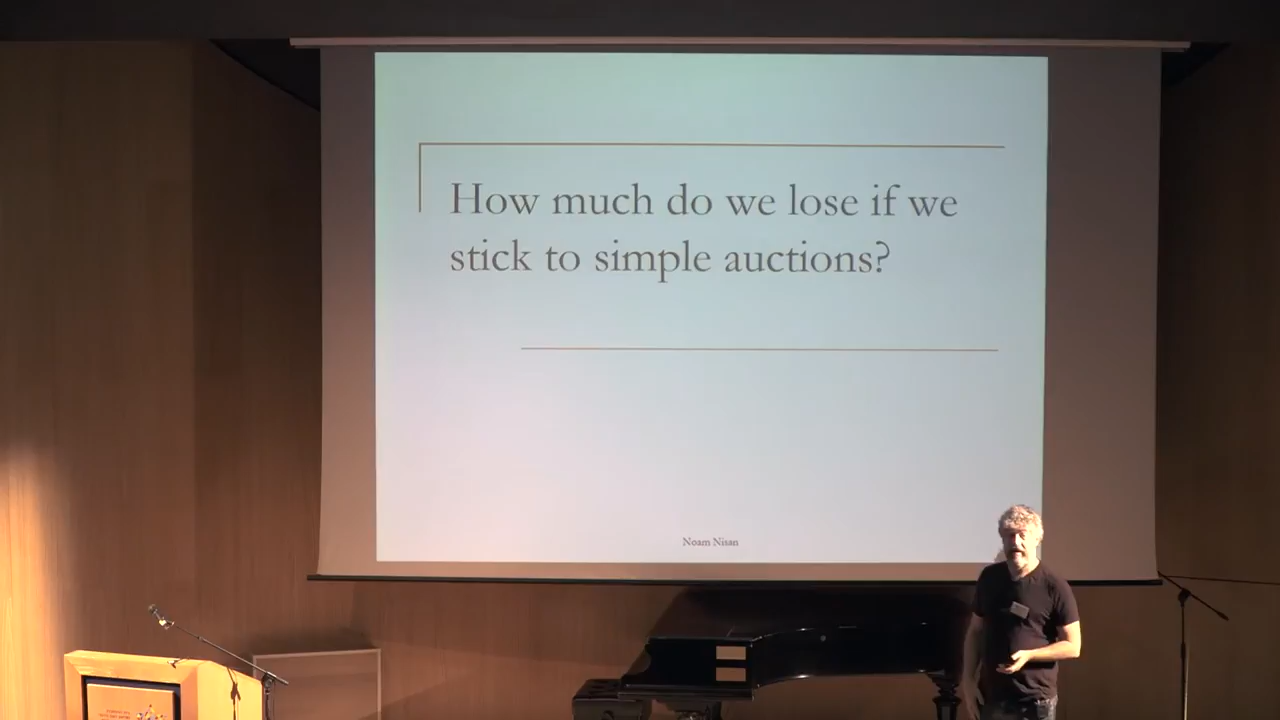 How much do we lose if we
stick to simple auctions?
Noam Nisan